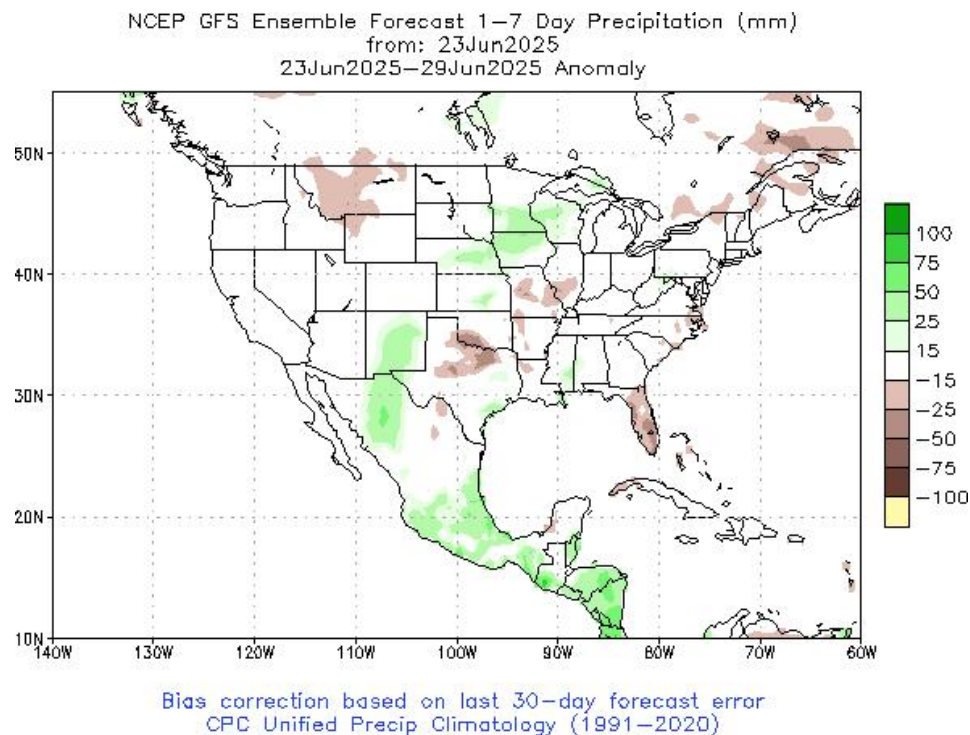 NCEP GFS Ensemble Forecast 1-7 Day Precipitation (mm)
from: 23Jun2025
23Jun2025-29Jun2025 Anomaly
50N
40N
30N
20N
10N
140W 130W 120W 110W 100W 90W 80W 70W 60W
100
75
50
25
15
-15
-25
-50
-75
-100
Bias correction based on last 30-day forecast error
CPC Unified Precip Climatology (1991-2020)